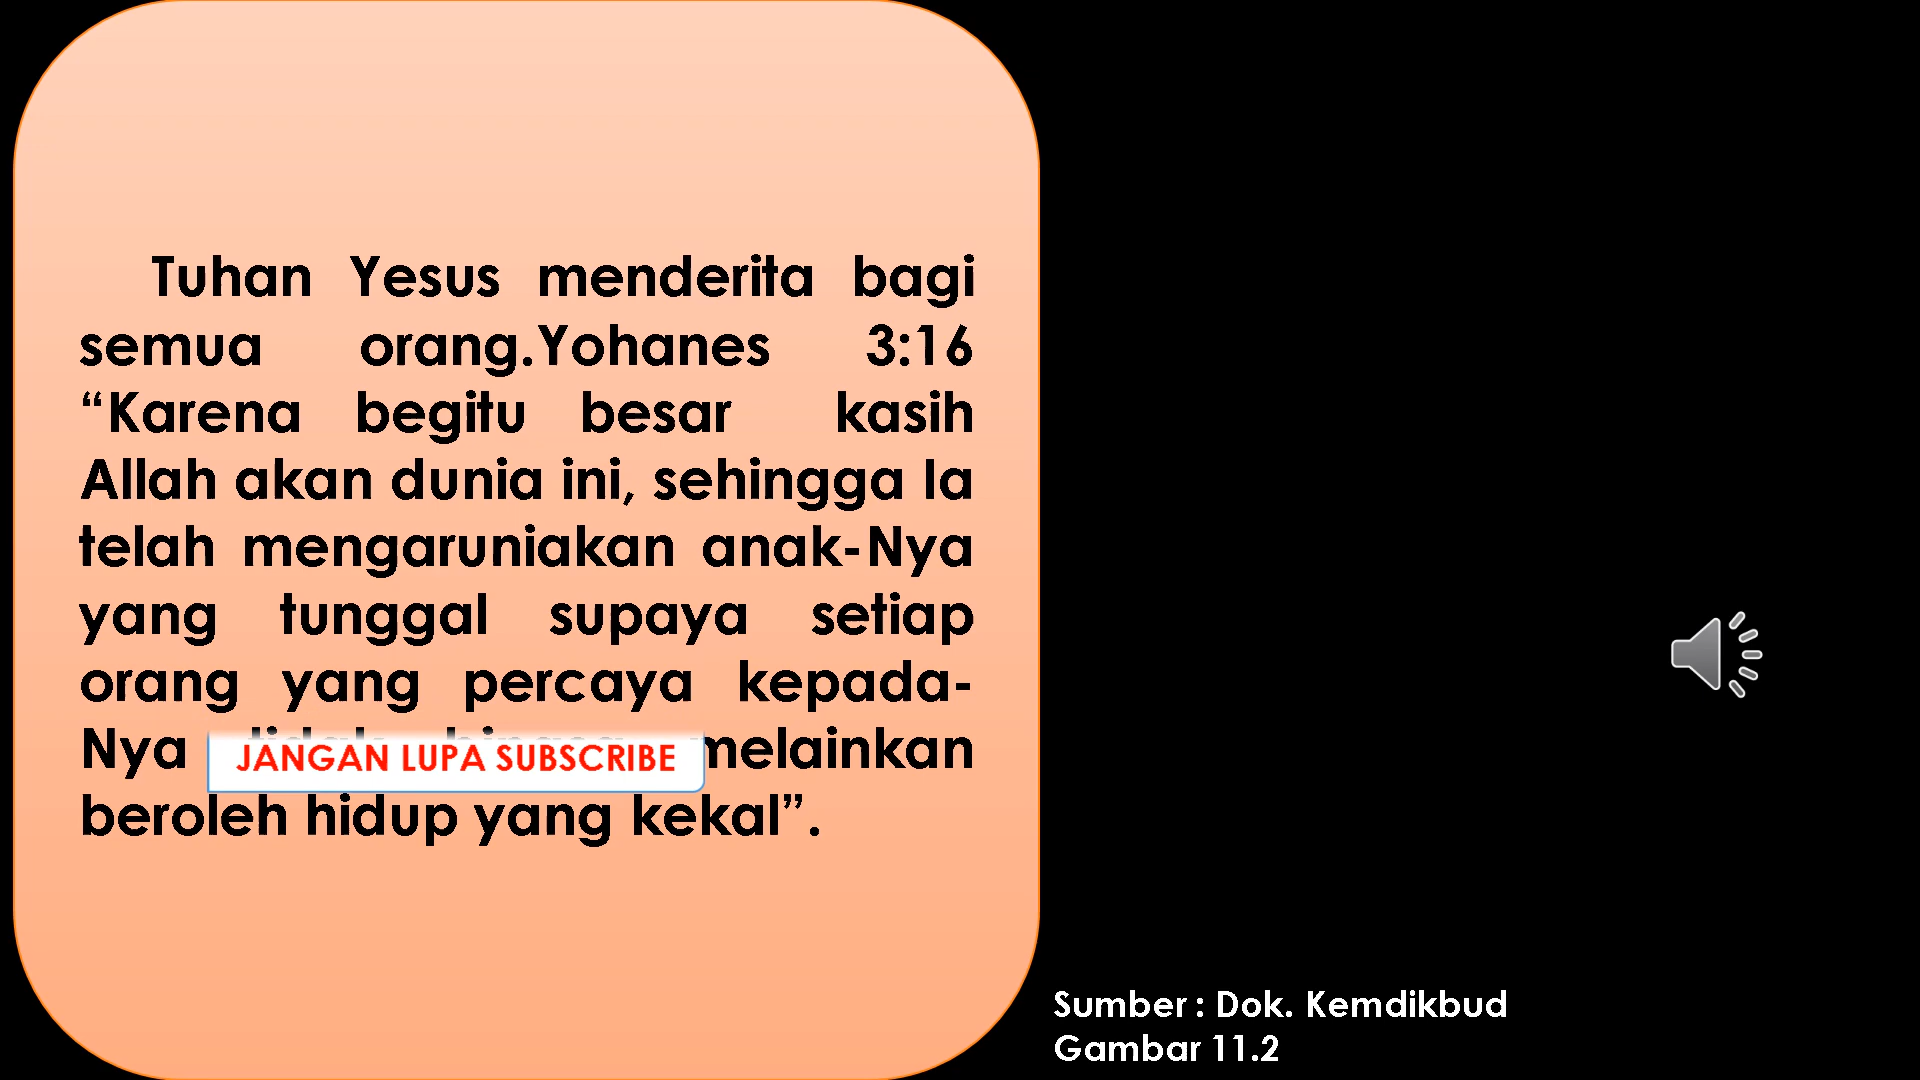 Tuhan Yesus menderita bagi
semua orang.Yohanes 3:16
“Karena begitu besar kasih
Allah akan dunia ini, sehingga Ia
telah mengaruniakan anak-Nya
yang tunggal supaya setiap
orang yang percaya kepada-
Nya melainkan
JANGAN LUPA SUBSCRIBE
beroleh hidup yang kekal”.
Sumber : Dok. Kemdikbud
Gambar 11.2